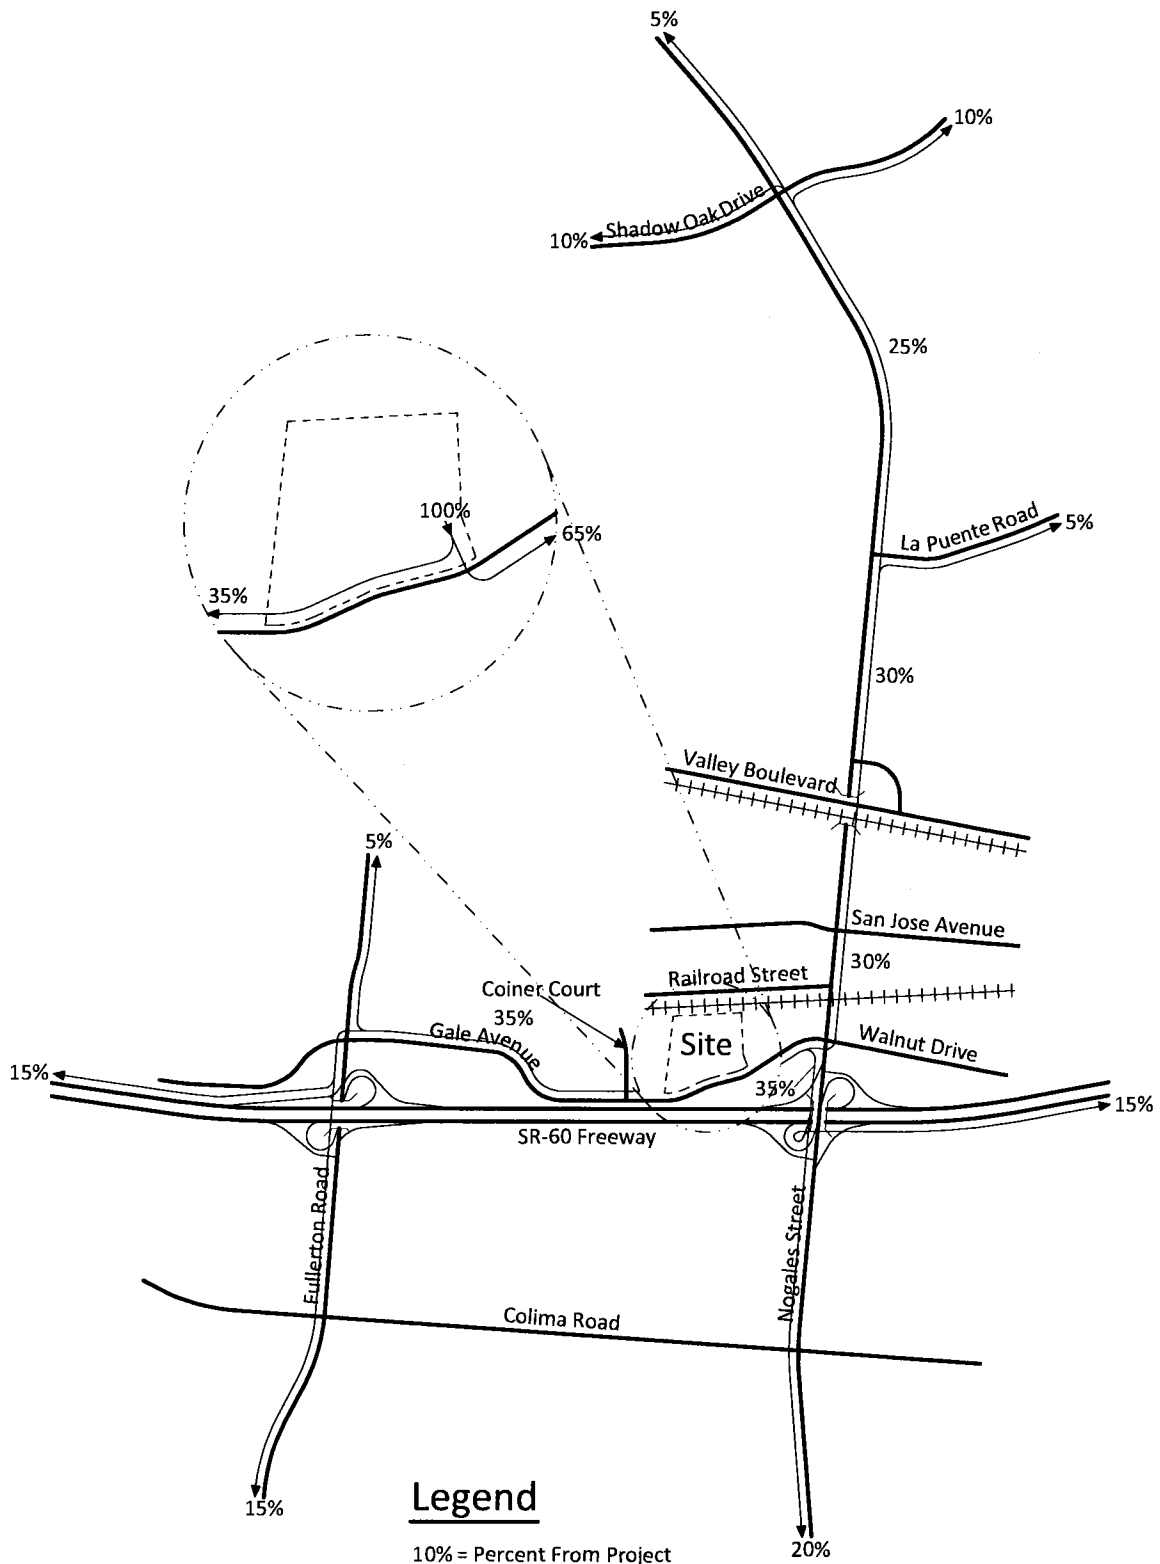 5%
10%
Shadow Oak Drive
10%
25%
100%
65%
35%
La Puente Road
5%
30%
Valley Boulevard
5%
San Jose Avenue
30%
Railroad Street
Coiner Court
35%
Gale Avenue
Site
Walnut Drive
35%
15%
15%
SR-60 Freeway
Fullerton Road
Nogales Street
Colima Road
15%
20%
Legend
10% = Percent From Project